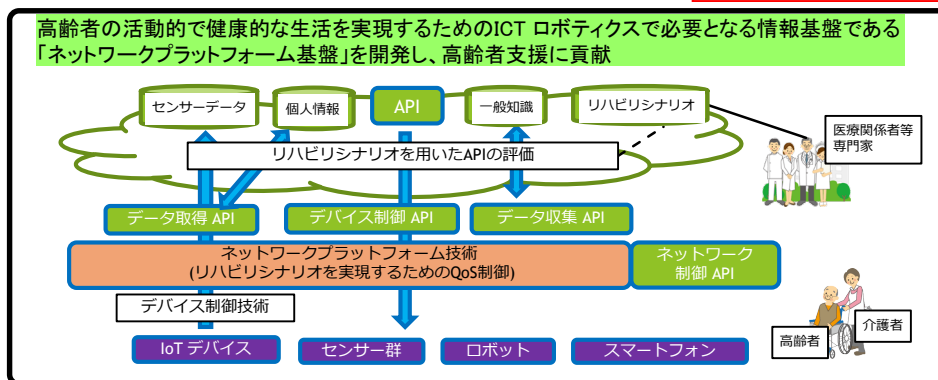 高齢者の活動的で健康的な生活を実現するためのICT ロボティクスで必要となる情報基盤である
「ネットワークプラットフォーム基盤」を開発し、高齢者支援に貢献
センサーデータ
個人情報
API
一般知識
リハビリシナリオ
医療関係者等
専門家
リハビリシナリオを用いたAPIの評価
データ取得 API
デバイス制御 API
データ収集 API
ネットワークプラットフォーム技術
(リハビリシナリオを実現するためのQoS制御)
ネットワーク
制御 API
デバイス制御技術
IoT デバイス
センサー群
ロボット
スマートフォン
高齢者
介護者